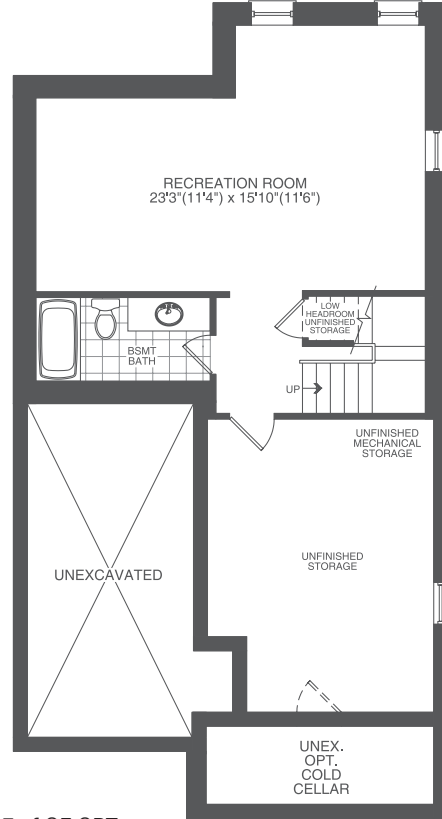 RECREATION ROOM
23'3"(11'4") x 15'10"(11'6")
LOW
HEADROOM
UNFINISHED
STORAGE
BSMT
BATH
UP
UNFINISHED
MECHANICAL
STORAGE
UNEXCAVATED
UNFINISHED
STORAGE
UNEX.
OPT.
COLD
CELLAR